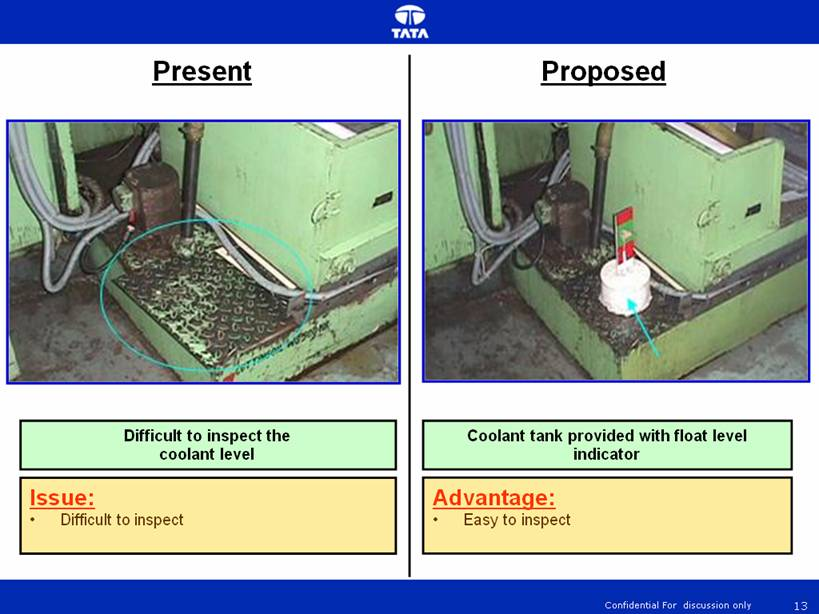 TATA
Present
Proposed
Difficult to inspect the
coolant level
Coolant tank provided with float level
indicator
Issue:
• Difficult to inspect
Advantage:
• Easy to inspect
Confidential For discussion only
13